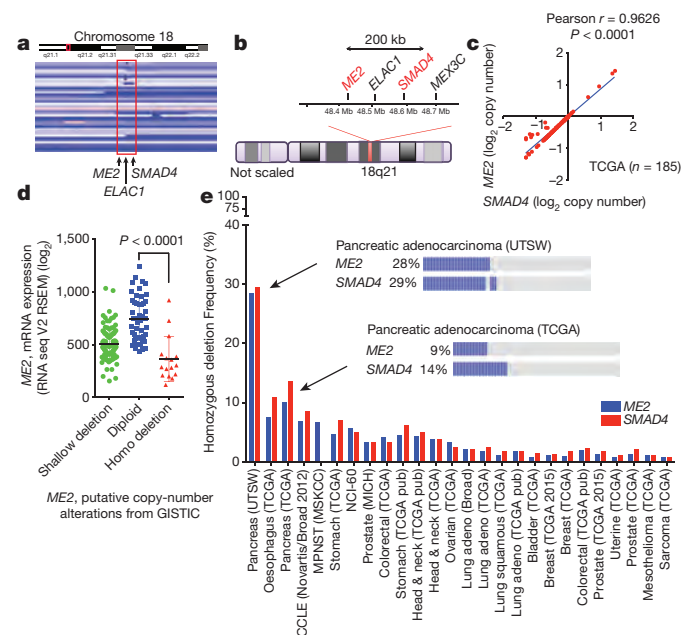 a
Chromosome 18
q21.1
q21.2
q21.31
q21.33
q22.1
q22.2
ME2
SMAD4
ELAC1
b
200 kb
ME2
ELAC1
SMAD4
MEX3C
48.4 Mb
48.5 Mb
48.6 Mb
48.7 Mb
Not scaled
18q21
c
Pearson r = 0.9626
P < 0.0001
ME2 (log2 copy number)
2
1
−2
−1
1
2
−1
−2
TCGA (n = 185)
SMAD4 (log2 copy number)
d
P < 0.0001
ME2, mRNA expression
(RNA seq V2 RSEM) (log2)
1,500
1,000
500
0
Shallow deletion
Diploid
Homo deletion
ME2, putative copy-number
alterations from GISTIC
e
Homozygous deletion Frequency (%)
100
75
40
30
20
10
0
Pancreatic adenocarcinoma (UTSW)
ME2 28%
SMAD4 29%
Pancreatic adenocarcinoma (TCGA)
ME2 9%
SMAD4 14%
ME2
SMAD4
Pancreas (UTSW)
Oesophagus (TCGA)
Pancreas (TCGA)
CCLE (Novartis/Broad 2012)
MPNST (MSKCC)
Stomach (TCGA)
NCI-60
Prostate (MICH)
Colorectal (TCGA)
Stomach (TCGA pub)
Head & neck (TCGA pub)
Head & neck (TCGA)
Ovarian (TCGA)
Lung adeno (Broad)
Lung adeno (TCGA)
Lung squamous (TCGA)
Lung adeno (TCGA pub)
Bladder (TCGA)
Breast (TCGA 2015)
Breast (TCGA)
Colorectal (TCGA pub)
Prostate (TCGA 2015)
Uterine (TCGA)
Prostate (TCGA)
Mesothelioma (TCGA)
Sarcoma (TCGA)